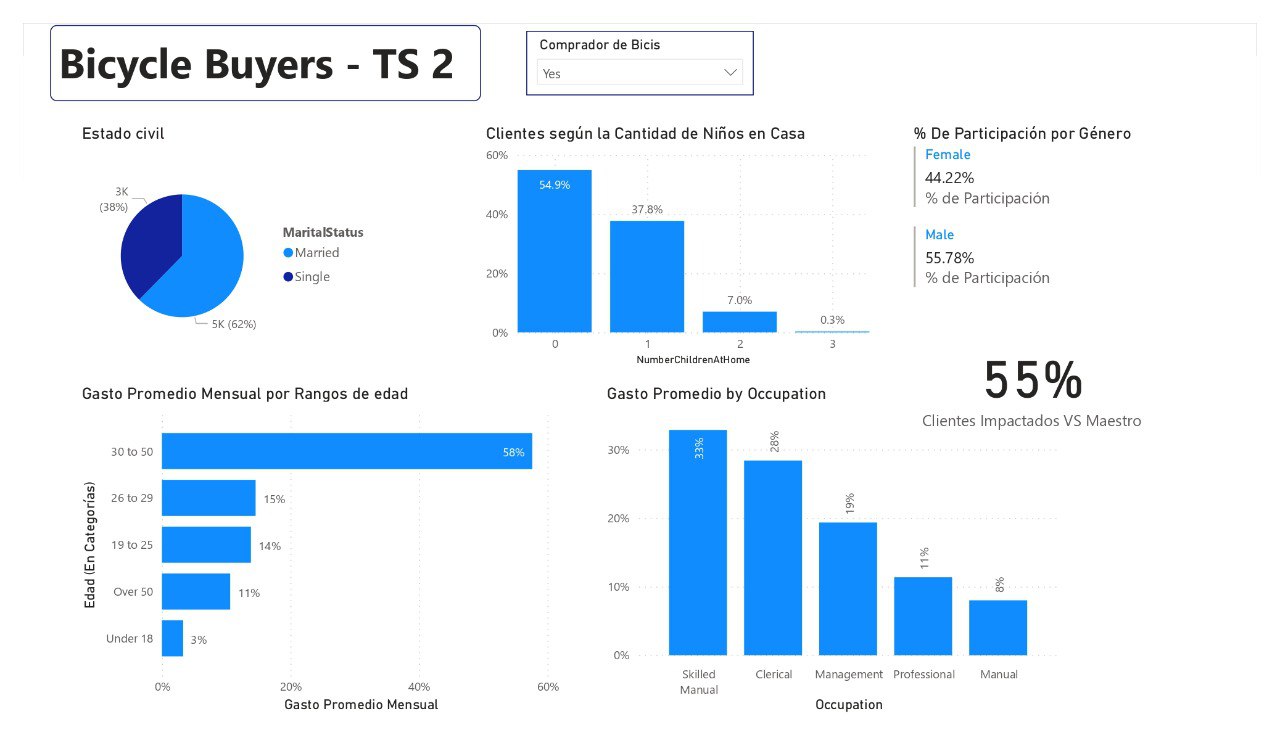 Bicycle Buyers - TS 2
Comprador de Bicis
Yes
Estado civil
3K
(38%)
5K (62%)
MaritalStatus
Married
Single
Clientes según la Cantidad de Niños en Casa
60%
40%
20%
0%
54.9%
37.8%
7.0%
0.3%
0
1
2
3
NumberChildrenAtHome
% De Participación por Género
Female
44.22%
% de Participación
Male
55.78%
% de Participación
55%
Clientes Impactados VS Maestro
Gasto Promedio Mensual por Rangos de edad
Edad (En Categorías)
30 to 50
58%
26 to 29
15%
19 to 25
14%
Over 50
11%
Under 18
3%
0%
20%
40%
60%
Gasto Promedio Mensual
Gasto Promedio by Occupation
30%
20%
10%
0%
33%
28%
19%
11%
8%
Skilled
Manual
Clerical
Management
Professional
Manual
Occupation